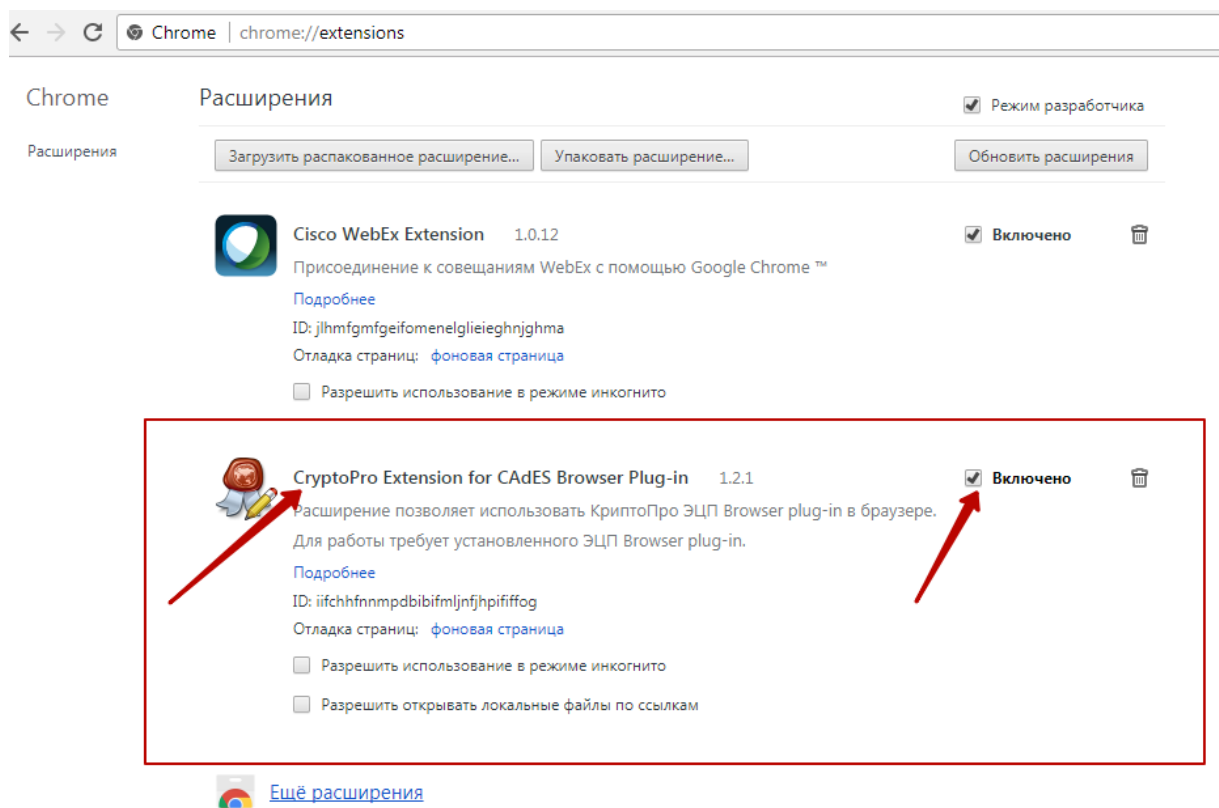 Chrome | chrome://extensions
Chrome
Расширения
Режим разработчика
Расширения
Загрузить распакованное расширение...
Упаковать расширение...
Обновить расширения
Cisco WebEx Extension 1.0.12
Включено
Присоединение к совещаниям WebEx с помощью Google Chrome ™
Подробнее
ID: jlhmfgmfgeifomenelglieieghnjghma
Отладка страниц: фоновая страница
Разрешить использование в режиме инкогнито
CryptoPro Extension for CAdES Browser Plug-in 1.2.1
Включено
Расширение позволяет использовать КриптоПро ЭЦП Browser plug-in в браузере.
Для работы требует установленного ЭЦП Browser plug-in.
Подробнее
ID: iifchhfnnmpdbibifmljnfjhpififfog
Отладка страниц: фоновая страница
Разрешить использование в режиме инкогнито
Разрешить открывать локальные файлы по ссылкам
Ещё расширения